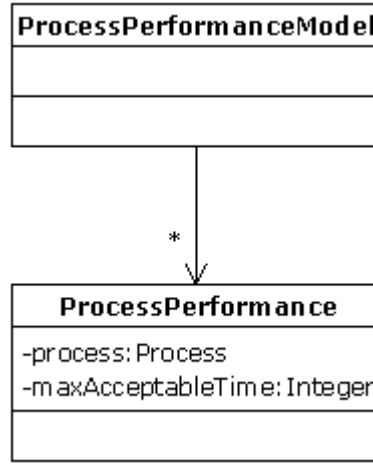 ProcessPerformanceModel
*
ProcessPerformance
-process:Process
-maxAcceptableTime:Integer